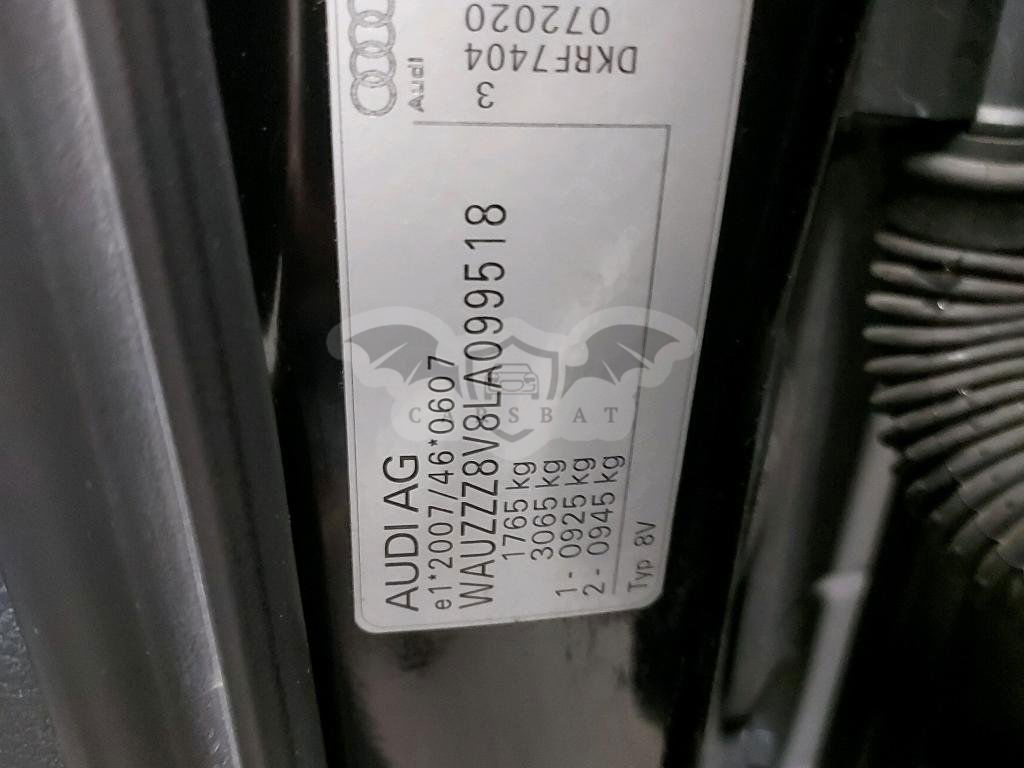 AUDI AG
e1*2007/46*0607
WAUZZZ8V8LA099518
1765 kg
3065 kg
1- 0925 kg
2- 0945 kg
Typ 8V
Audi
3
DKRF7404
072020
CARSBAT